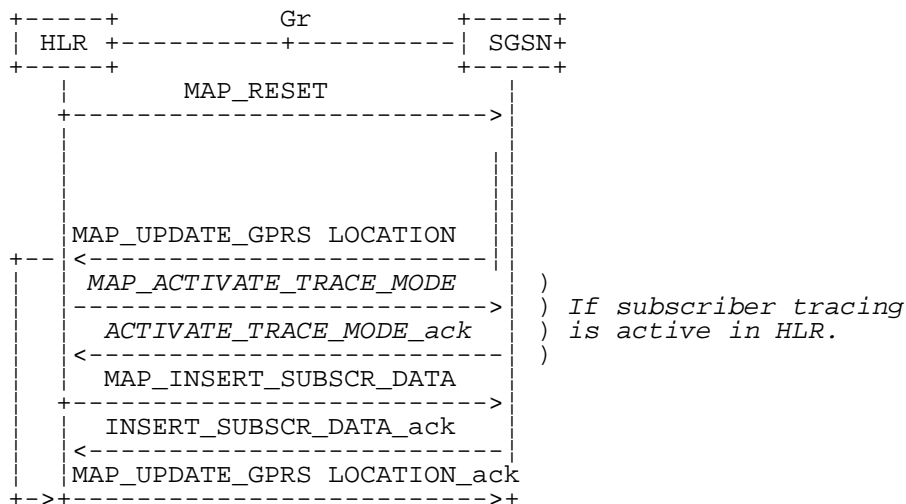 Gr
HLR SGSN
MAP_RESET
MAP_UPDATE_GPRS LOCATION
MAP_ACTIVATE_TRACE_MODE )
) If subscriber tracing
ACTIVATE_TRACE_MODE_ack ) is active in HLR.
)
MAP_INSERT_SUBSCR_DATA
INSERT_SUBSCR_DATA_ack
MAP_UPDATE_GPRS LOCATION_ack